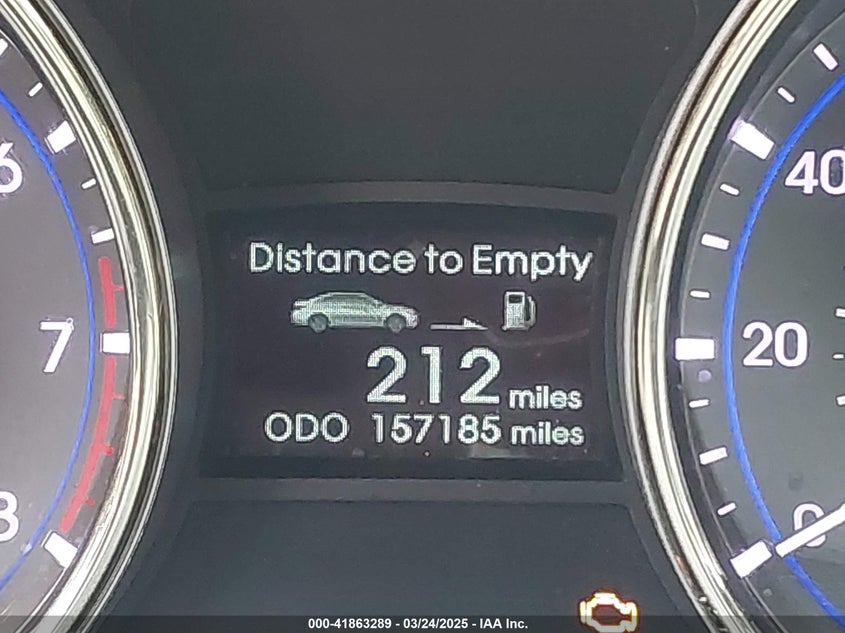 Distance to Empty
212 miles
ODO 157185 miles
6
7
8
40
20
0
000-41863289 - 03/24/2025 - IAA Inc.